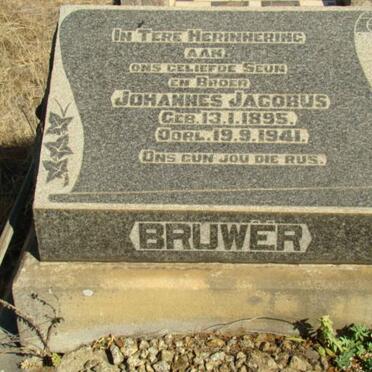 IN TERE HERINNERING
AAN
ONS GELIEFDE SEUN
EN BROER
JOHANNES JACOBUS
GEB. 13.1.1895.
OORL. 19.9.1941.
ONS GUN JOU DIE RUS.
BRUWËR